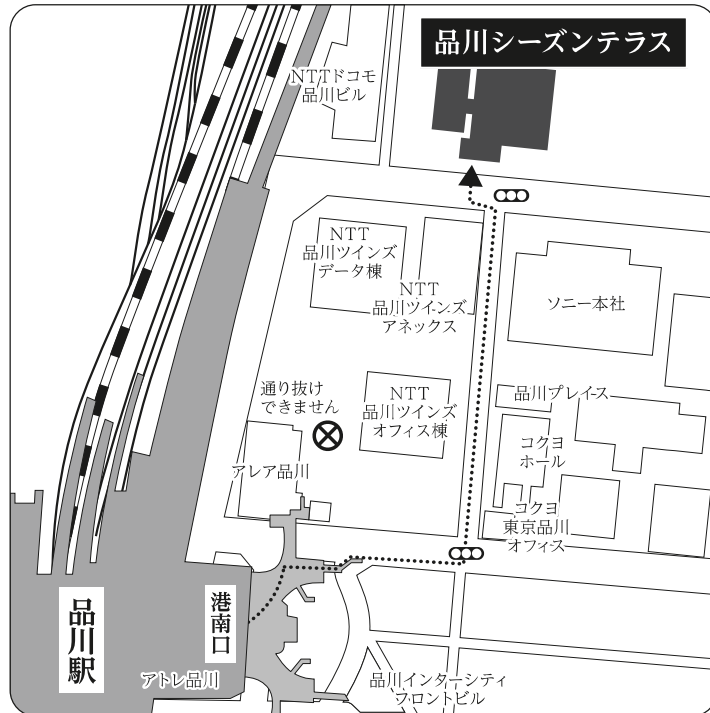 品川シーズンテラス
NTTドコモ
品川ビル
NTT
品川ツインズ
データ棟
NTT
品川ツインズ
アネックス
ソニー本社
通り抜け
できません
NTT
品川ツインズ
オフィス棟
品川プレイス
コクヨ
ホール
アレア品川
コクヨ
東京品川
オフィス
品川駅
港南口
アトレ品川
品川インターシティ
フロントビル